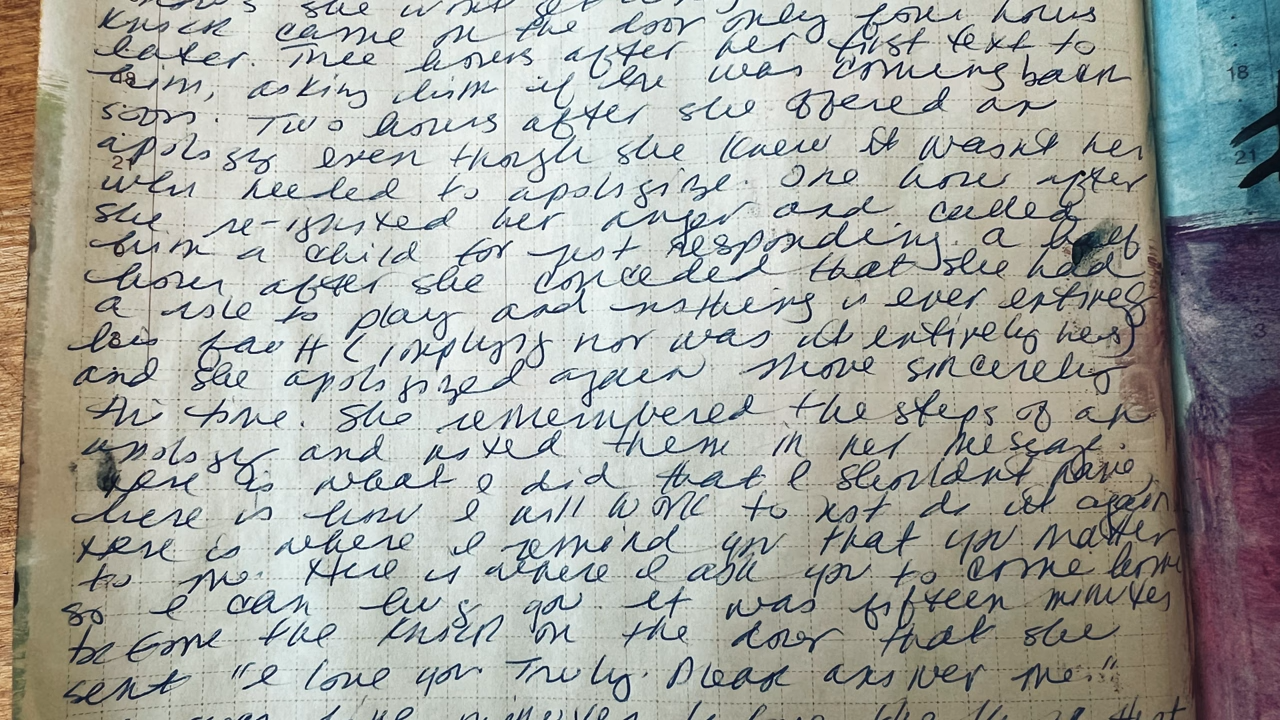 knock came on the door only four hours
later. Three hours after her first text to
him, asking him if he was coming back
soon. Two hours after she offered an
apology even though she knew it wasn't her
who needed to apologize. One hour after
she re-ignited her anger and called
him a child for not responding. a half
hour after she conceded that she had
a role to play and nothing is ever entirely
his fault (implying nor was it entirely hers)
and she apologized again more sincerely
this time. She remembered the steps of an
apology and listed them in her message.
Here is what I did that I shouldn't have,
here is how I will work to not do it again
Here is where I remind you that you matter
to me. Here is where I ask you to come home
so I can hug you it was fifteen minutes
before the knock on the door that she
sent "I love you Truly. Please answer me."
18
21
3